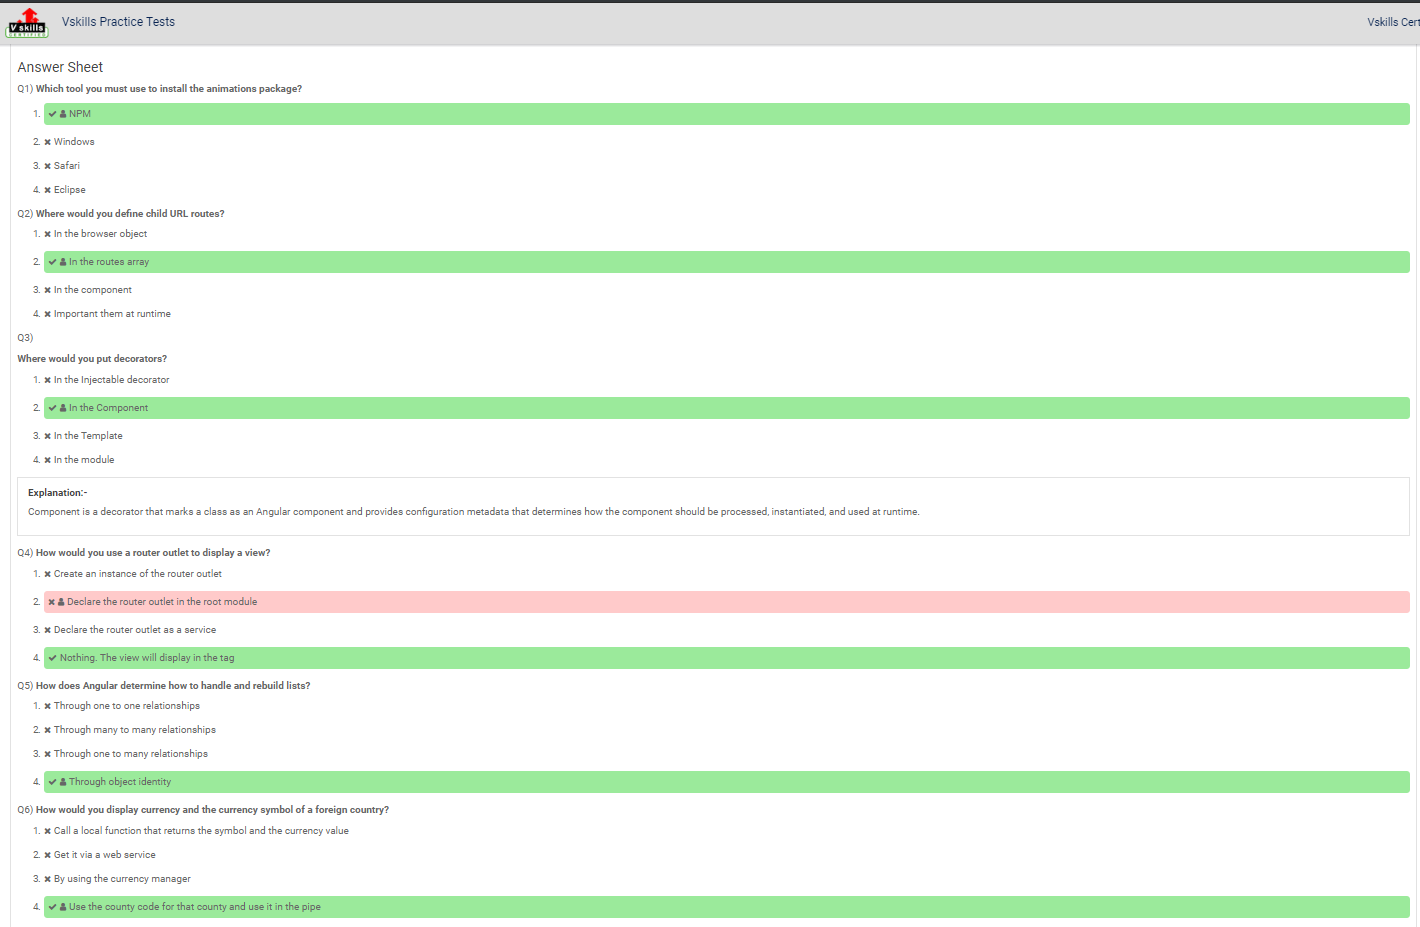 V skills
CERTIFIED
Vskills Practice Tests
Vskills Cert
Answer Sheet
Q1) Which tool you must use to install the animations package?
1. NPM
2. Windows
3. Safari
4. Eclipse
Q2) Where would you define child URL routes?
1. In the browser object
2. In the routes array
3. In the component
4. Important them at runtime
Q3)
Where would you put decorators?
1. In the Injectable decorator
2. In the Component
3. In the Template
4. In the module
Explanation:-
Component is a decorator that marks a class as an Angular component and provides configuration metadata that determines how the component should be processed, instantiated, and used at runtime.
Q4) How would you use a router outlet to display a view?
1. Create an instance of the router outlet
2. Declare the router outlet in the root module
3. Declare the router outlet as a service
4. Nothing. The view will display in the tag
Q5) How does Angular determine how to handle and rebuild lists?
1. Through one to one relationships
2. Through many to many relationships
3. Through one to many relationships
4. Through object identity
Q6) How would you display currency and the currency symbol of a foreign country?
1. Call a local function that returns the symbol and the currency value
2. Get it via a web service
3. By using the currency manager
4. Use the county code for that county and use it in the pipe